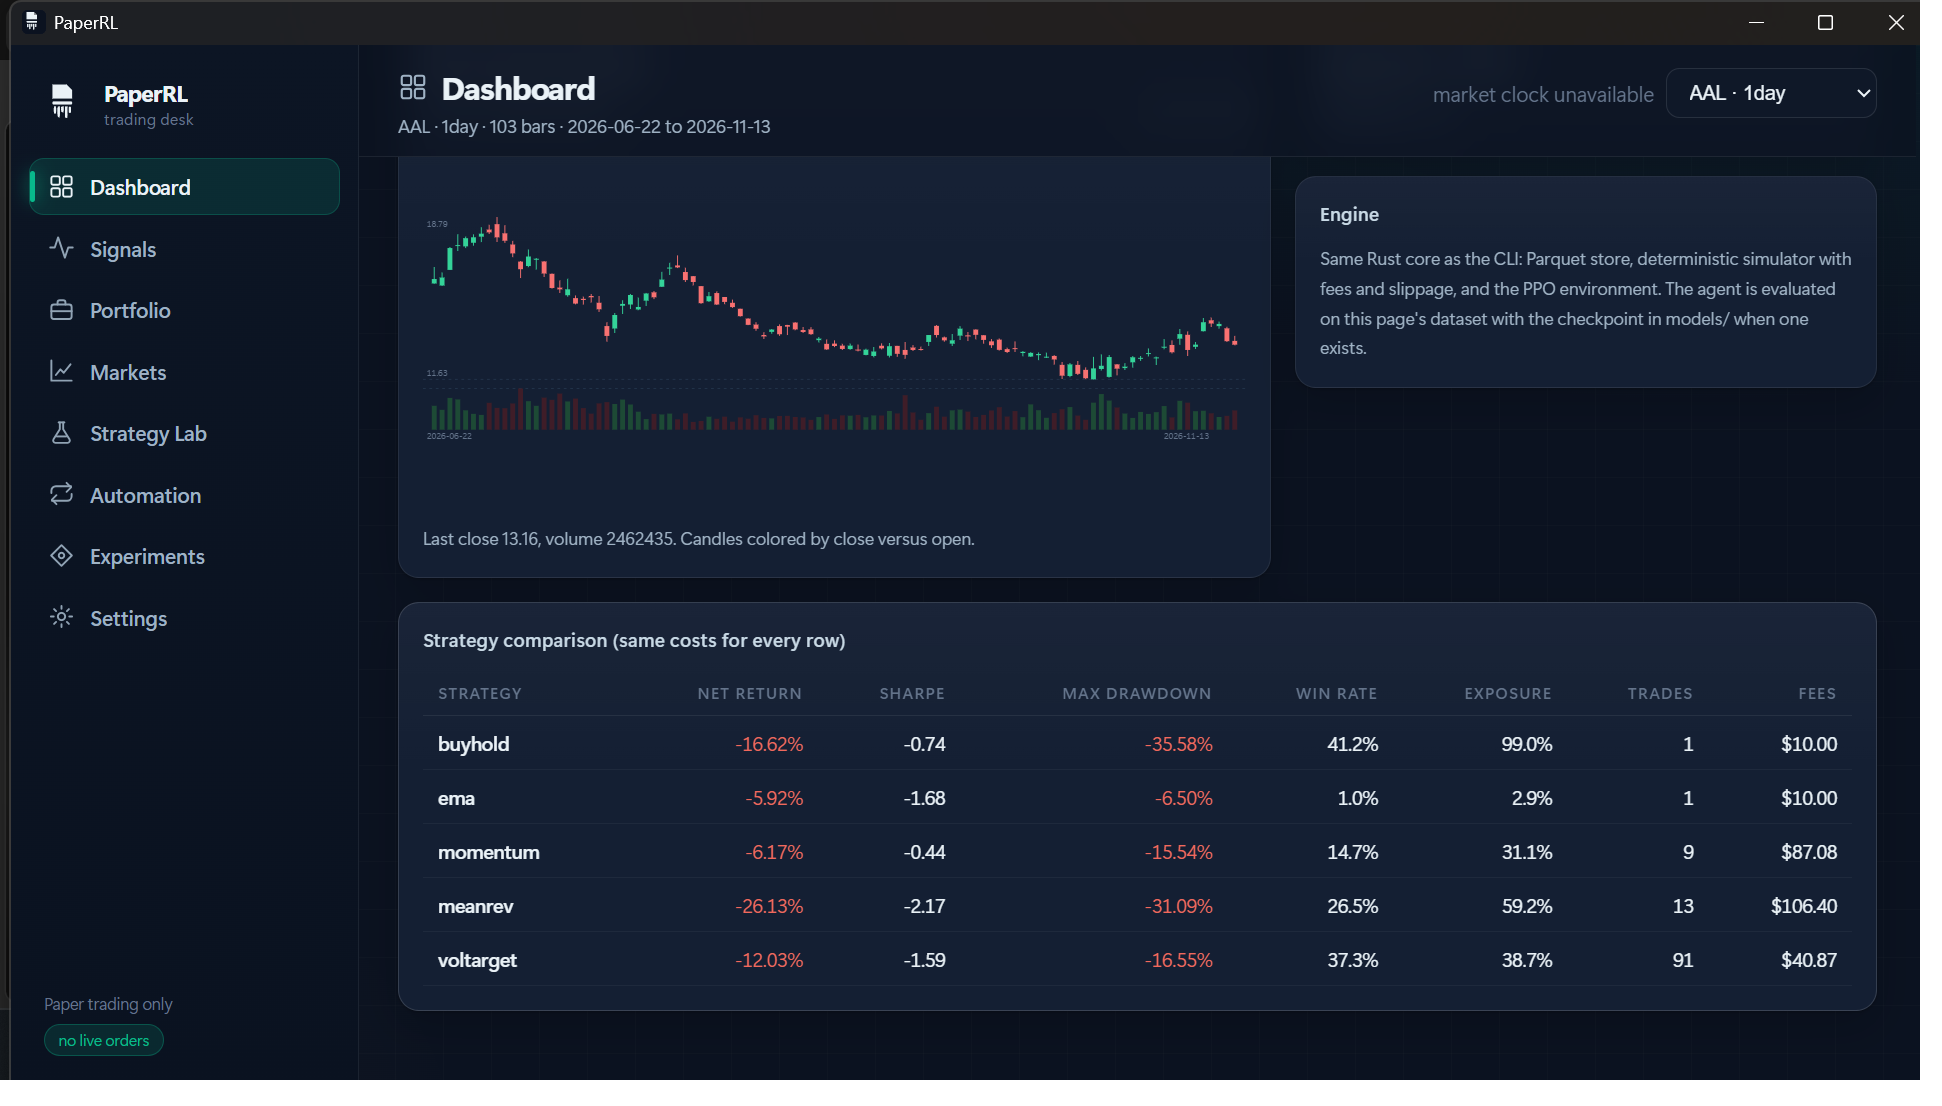 PaperRL
PaperRL
trading desk
Dashboard
Signals
Portfolio
Markets
Strategy Lab
Automation
Experiments
Settings
Paper trading only
no live orders
Dashboard
AAL · 1day · 103 bars · 2026-06-22 to 2026-11-13
market clock unavailable
AAL · 1day
18.79
11.63
2026-06-22
2026-11-13
Last close 13.16, volume 2462435. Candles colored by close versus open.
Engine
Same Rust core as the CLI: Parquet store, deterministic simulator with
fees and slippage, and the PPO environment. The agent is evaluated
on this page's dataset with the checkpoint in models/ when one
exists.
Strategy comparison (same costs for every row)
STRATEGY NET RETURN SHARPE MAX DRAWDOWN WIN RATE EXPOSURE TRADES FEES
buyhold -16.62% -0.74 -35.58% 41.2% 99.0% 1 $10.00
ema -5.92% -1.68 -6.50% 1.0% 2.9% 1 $10.00
momentum -6.17% -0.44 -15.54% 14.7% 31.1% 9 $87.08
meanrev -26.13% -2.17 -31.09% 26.5% 59.2% 13 $106.40
voltarget -12.03% -1.59 -16.55% 37.3% 38.7% 91 $40.87